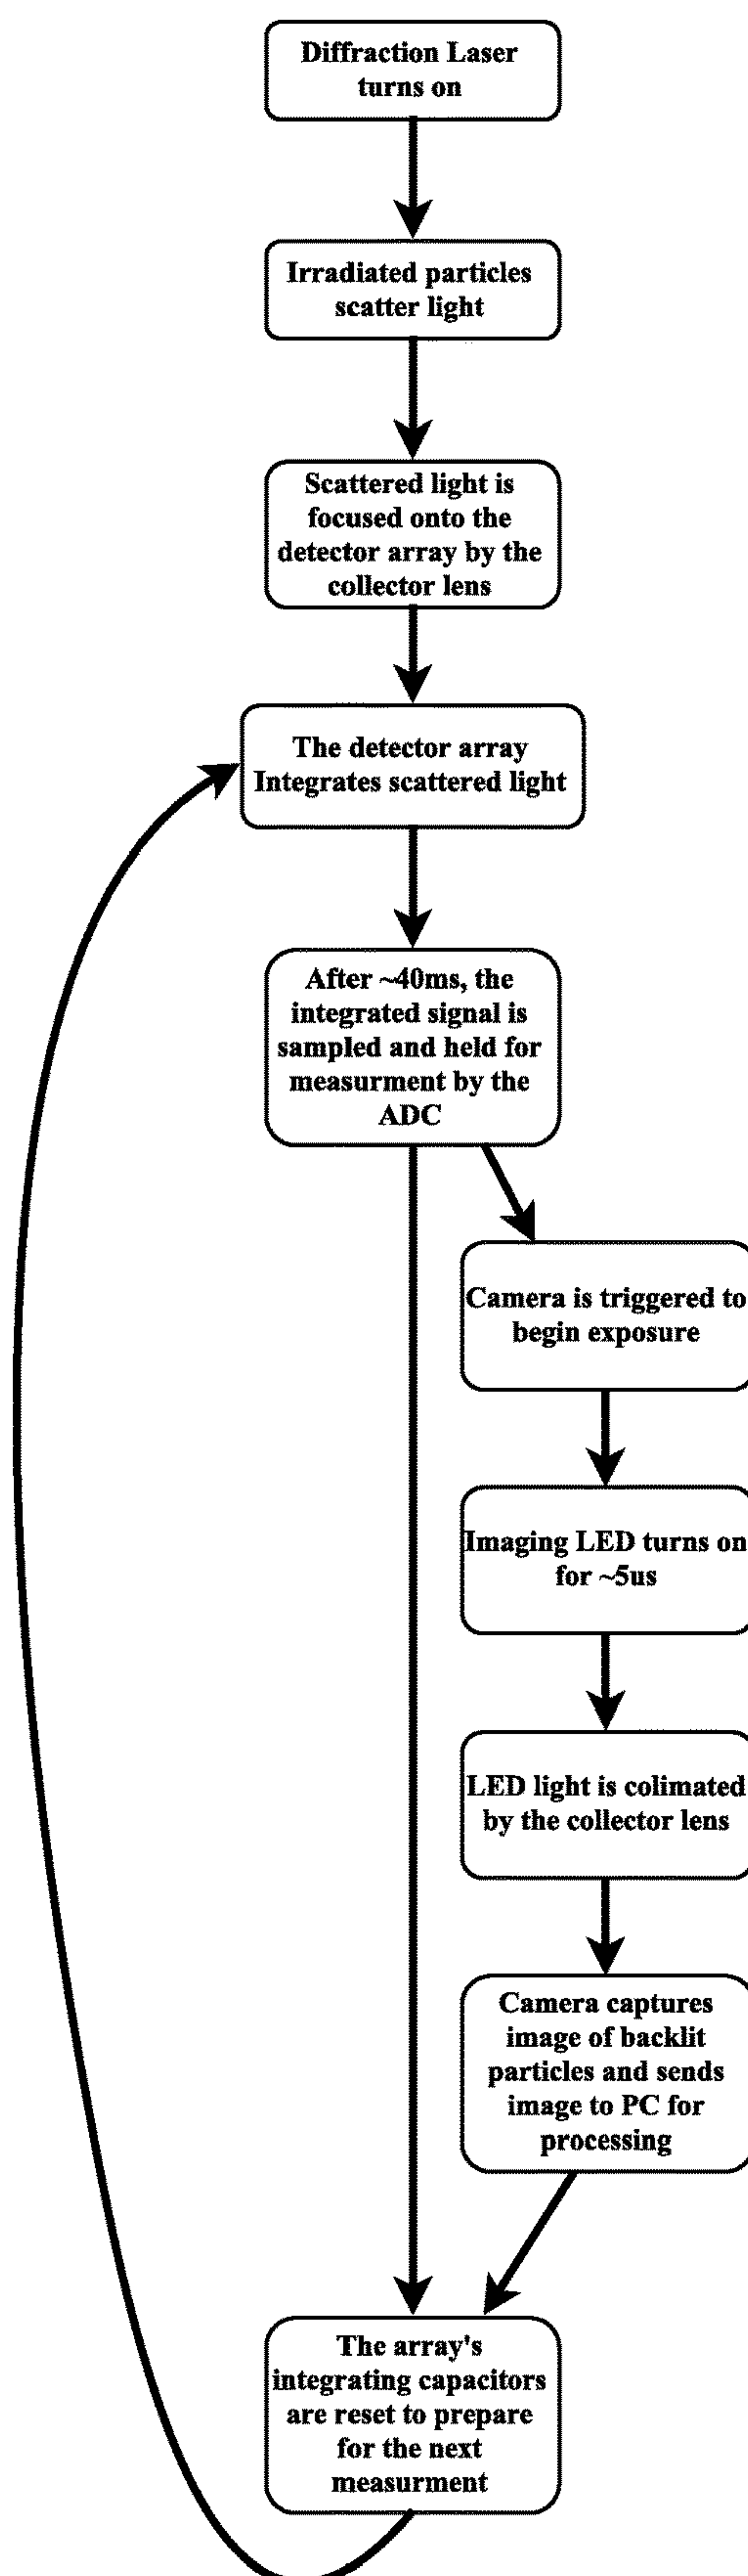 Diffraction Laser
turns on
Irradiated particles
scatter light
Scattered light is
focused onto the
detector array by the
collector lens
The detector array
Integrates scattered light
After ~40ms, the
integrated signal is
sampled and held for
measurment by the
ADC
Camera is triggered to
begin exposure
Imaging LED turns on
for ~5us
LED light is colimated
by the collector lens
Camera captures
image of backlit
particles and sends
image to PC for
processing
The array's
integrating capacitors
are reset to prepare
for the next
measurment